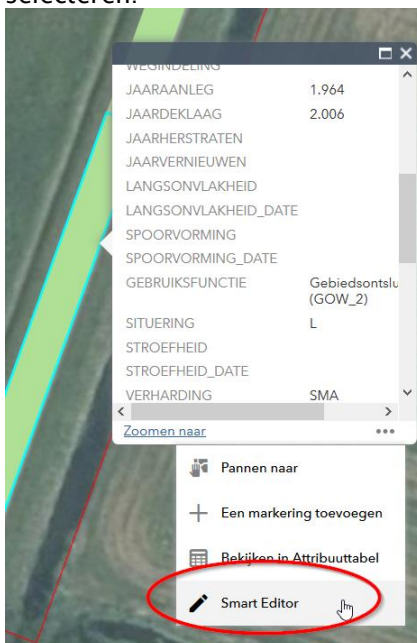 selecteren.
WEGINDELING
JAARAANLEG 1.964
JAARDEKLAAG 2.006
JAARHERSTRATEN
JAARVERNIEUWEN
LANGSONVLAKHEID
LANGSONVLAKHEID_DATE
SPOORVORMING
SPOORVORMING_DATE
GEBRUIKSFUNCTIE Gebiedsontslu
(GOW_2)
SITUERING L
STROEFHEID
STROEFHEID_DATE
VERHARDING SMA
Zoomen naar
Pannen naar
Een markering toevoegen
Bekijken in Attribuuttabel
Smart Editor